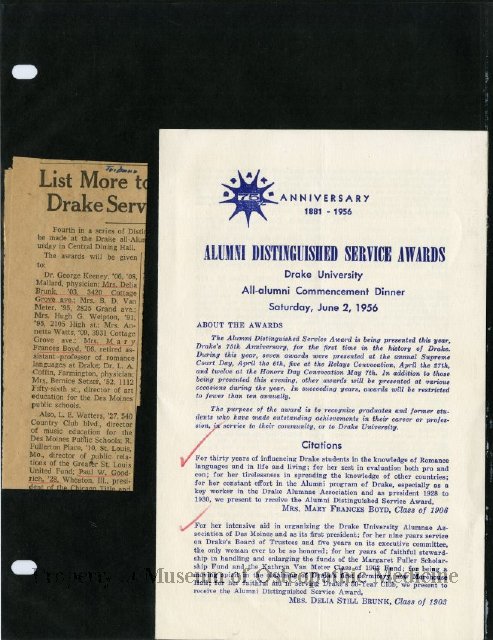 Tribune
List More to
Drake Serv
Fourth in a series of Distin
be made at the Drake all-Alum
urday in Central Dining Hall.
The awards will be given
to:
Dr. George Keeney, '06,
Mallard, physician; Mrs. Delia
Brunk, '03, 3420 Cottage
Grove ave.; Mrs. B. D. Van
Meter, '98, 2825 Grand ave.;
Mrs. Hugh G. Welpton,
'98, 2105 High st.; Mrs. An-
netta Watts, '09, 3931 Cottage
Grove ave.; Mrs. Mary
Frances Boyd, '06, retired as-
sistant professor of romance
languages at Drake; Dr. L. A.
Coffin, Farmington, physician;
Mrs. Bernice Setzer, '32, 1112
Fifty-sixth st., director of art
education for the Des Moines
public schools.
Also, L. E. Watters, '27, 540
Country Club blvd., director
of music education for the
Des Moines Public Schools; R.
Fullerton Place, '10, St. Louis,
Mo., director of public rela-
tions of the Greater St. Louis
United Fund; Paul W. Good-
rich, '28, Wheaton, Ill., presi-
dent of the Chicago Title and
75
ANNIVERSARY
1881 - 1956
ALUMNI DISTINGUISHED SERVICE AWARDS
Drake University
All-alumni Commencement Dinner
Saturday, June 2, 1956
ABOUT THE AWARDS
The Alumni Distinguished Service Award is being presented this year,
Drake's 75th Anniversary, for the first time in the history of Drake.
During this year, seven awards were presented at the annual Supreme
Court Day, April the 6th, five at the Relays Convocation, April the 27th,
and twelve at the Honors Day Convocation May 7th. In addition to those
being presented this evening, other awards will be presented at various
occasions during the year. In succeeding years, awards will be restricted
to fewer than ten annually.
The purpose of the award is to recognize graduates and former stu-
dents who have made outstanding achievements in their career or profes-
sion, in service to their community, or to Drake University.
Citations
For thirty years of influencing Drake students in the knowledge of Romance
languages and in life and living; for her zest in evaluation both pro and
con; for her tirelessness in spreading the knowledge of other countries;
for her constant effort in the Alumni program of Drake, especially as a
key worker in the Drake Alumnae Association and as president 1928 to
1930, we present to receive the Alumni Distinguished Service Award.
MRS. MARY FRANCES BOYD, Class of 1906
For her intensive aid in organizing the Drake University Alumnae As-
sociation of Des Moines and as its first president; for her nine years service
on Drake's Board of Trustees and five years on its executive committee,
the only woman ever to be so honored; for her years of faithful steward-
ship in handling and enlarging the funds of the Margaret Fuller Scholar-
ship Fund and the Kathryn Van Meter Class of 1903 Fund; for being
Museum of Osteopathic Medicine
receive the Alumni Distinguished Service Award.
MRS. DELIA STILL BRUNK, Class of 1903